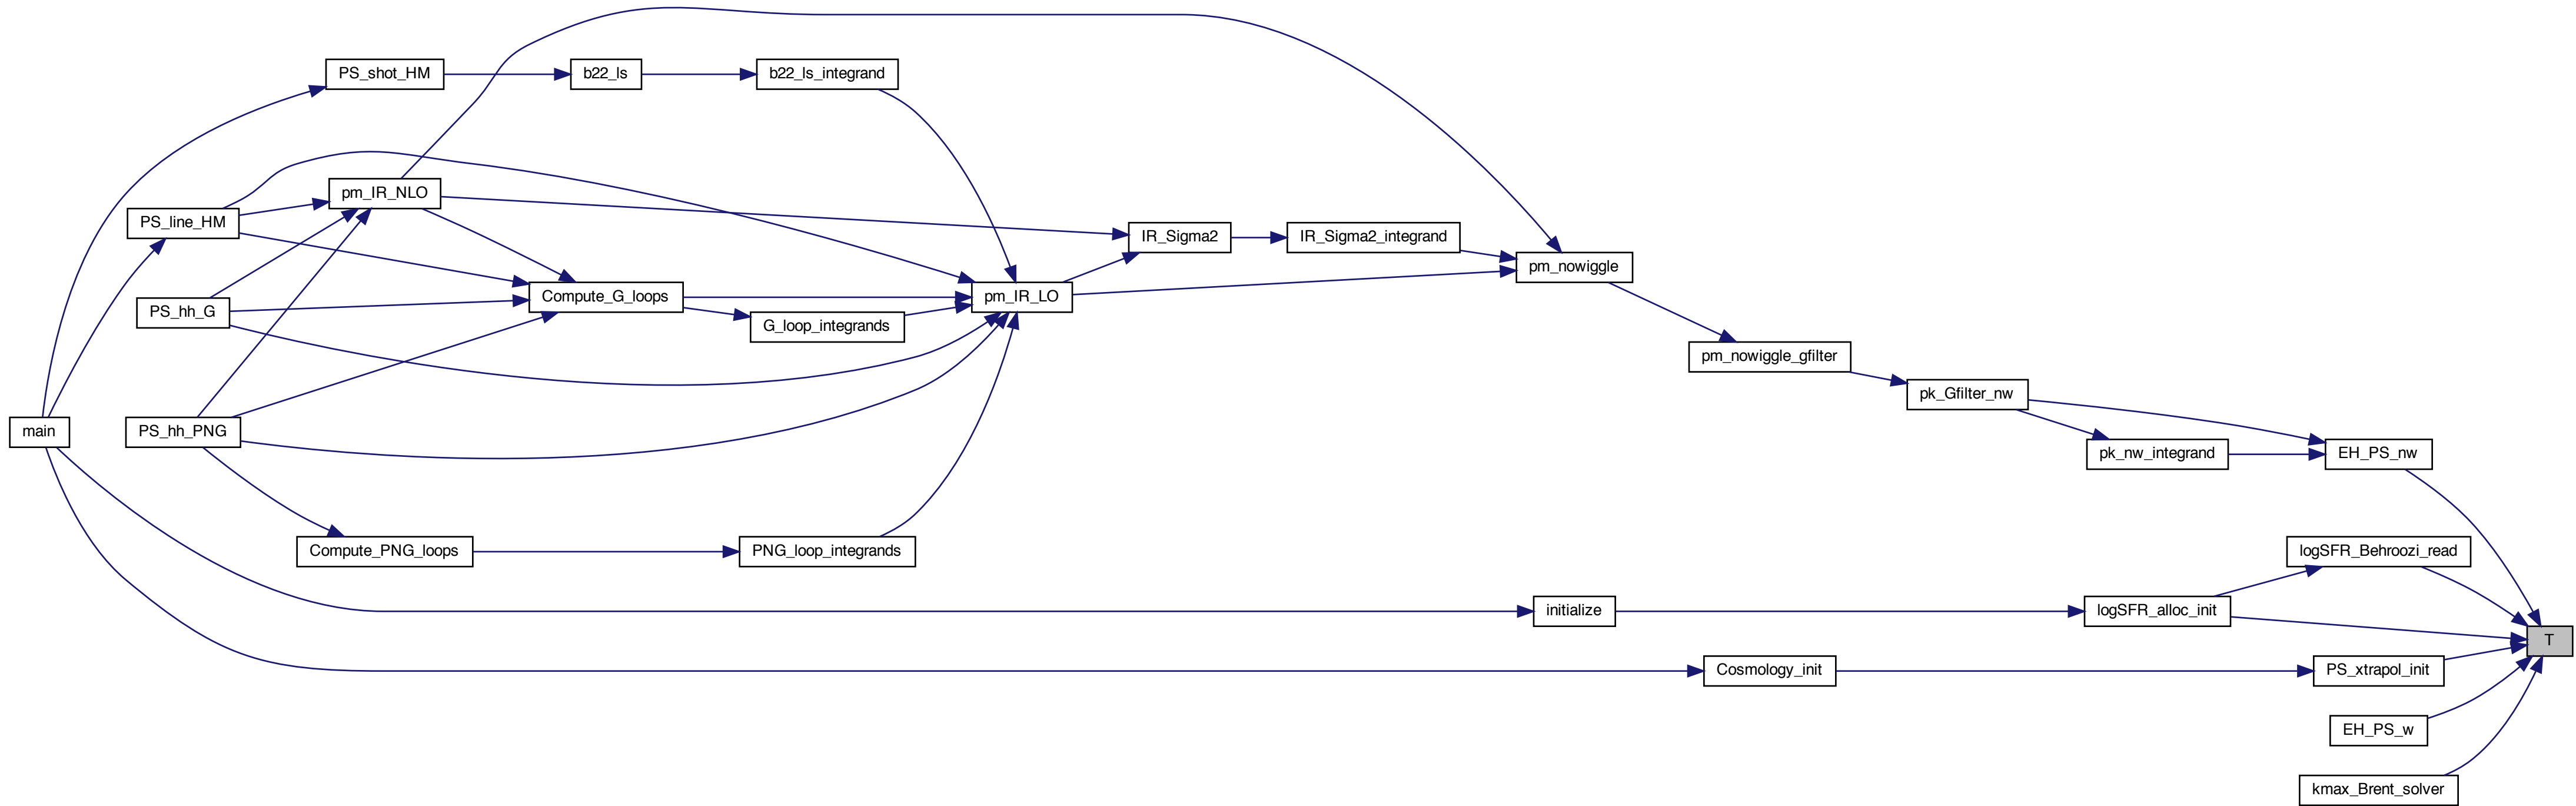 PS_shot_HM
b22_ls
b22_ls_integrand
pm_IR_NLO
PS_line_HM
IR_Sigma2
IR_Sigma2_integrand
pm_nowiggle
Compute_G_loops
pm_IR_LO
PS_hh_G
G_loop_integrands
pm_nowiggle_gfilter
pk_Gfilter_nw
main
PS_hh_PNG
pk_nw_integrand
EH_PS_nw
Compute_PNG_loops
PNG_loop_integrands
logSFR_Behroozi_read
initialize
logSFR_alloc_init
T
Cosmology_init
PS_xtrapol_init
EH_PS_w
kmax_Brent_solver